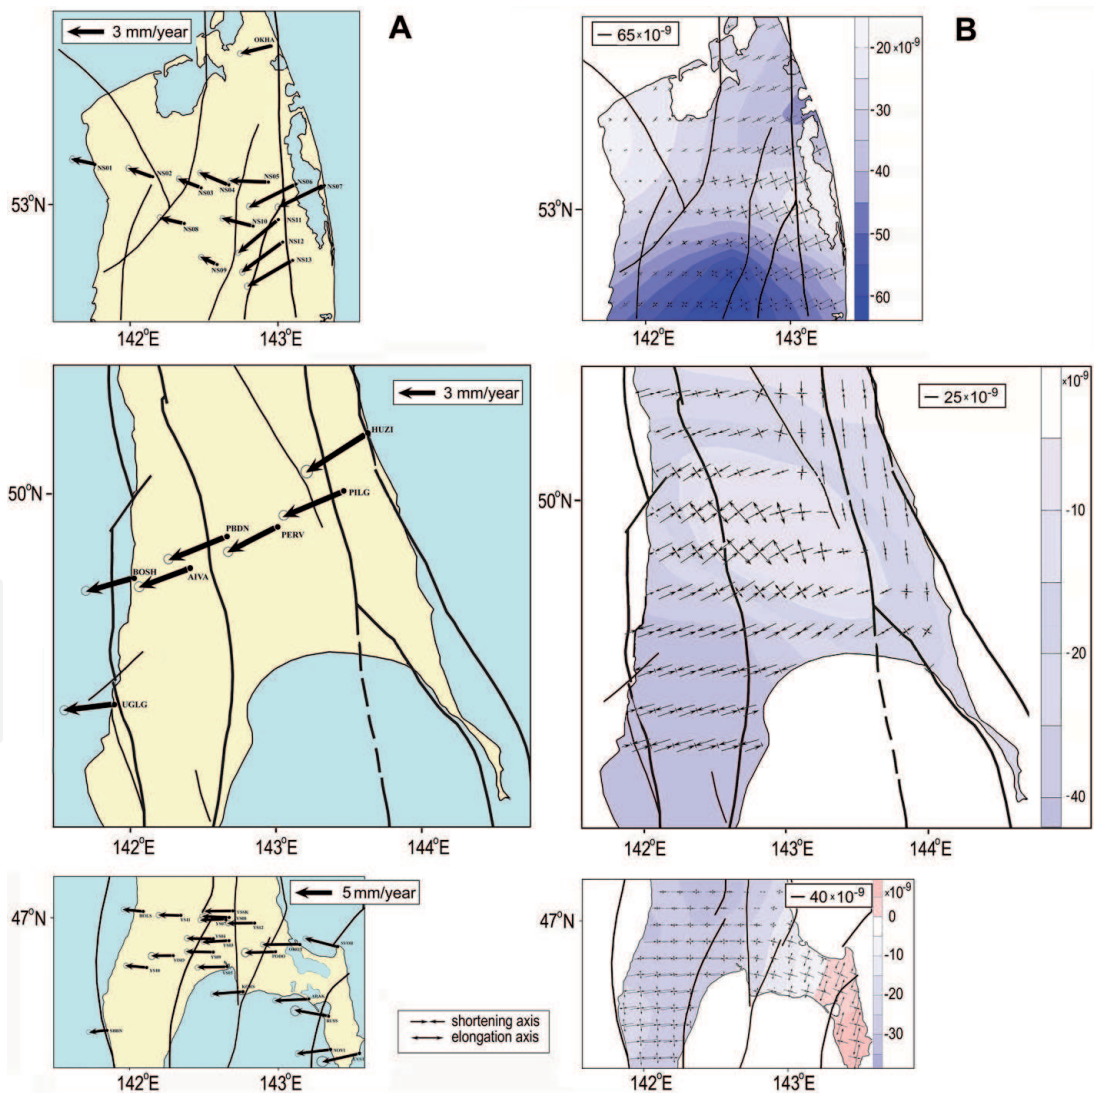 3 mm/year
A
OKHA
NS01
NS02
NS03
NS04
NS05
NS06
NS07
NS08
NS10
NS11
NS12
NS09
NS13
53°N
142°E
143°E
65×10-9
B
20×10-9
-30
-40
-50
-60
53°N
142°E
143°E
3 mm/year
HUZI
PILG
PERV
PBDN
AIVA
BOSH
UGLG
50°N
142°E
143°E
144°E
25×10-9
×10-9
-10
-20
-40
50°N
142°E
143°E
144°E
5 mm/year
47°N
142°E
143°E
shortening axis
elongation axis
40×10-9
×10-9
0
-10
-20
-30
47°N
142°E
143°E